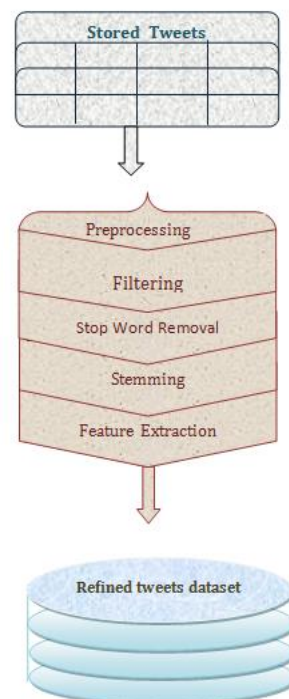 Stored Tweets
Preprocessing
Filtering
Stop Word Removal
Stemming
Feature Extraction
Refined tweets dataset